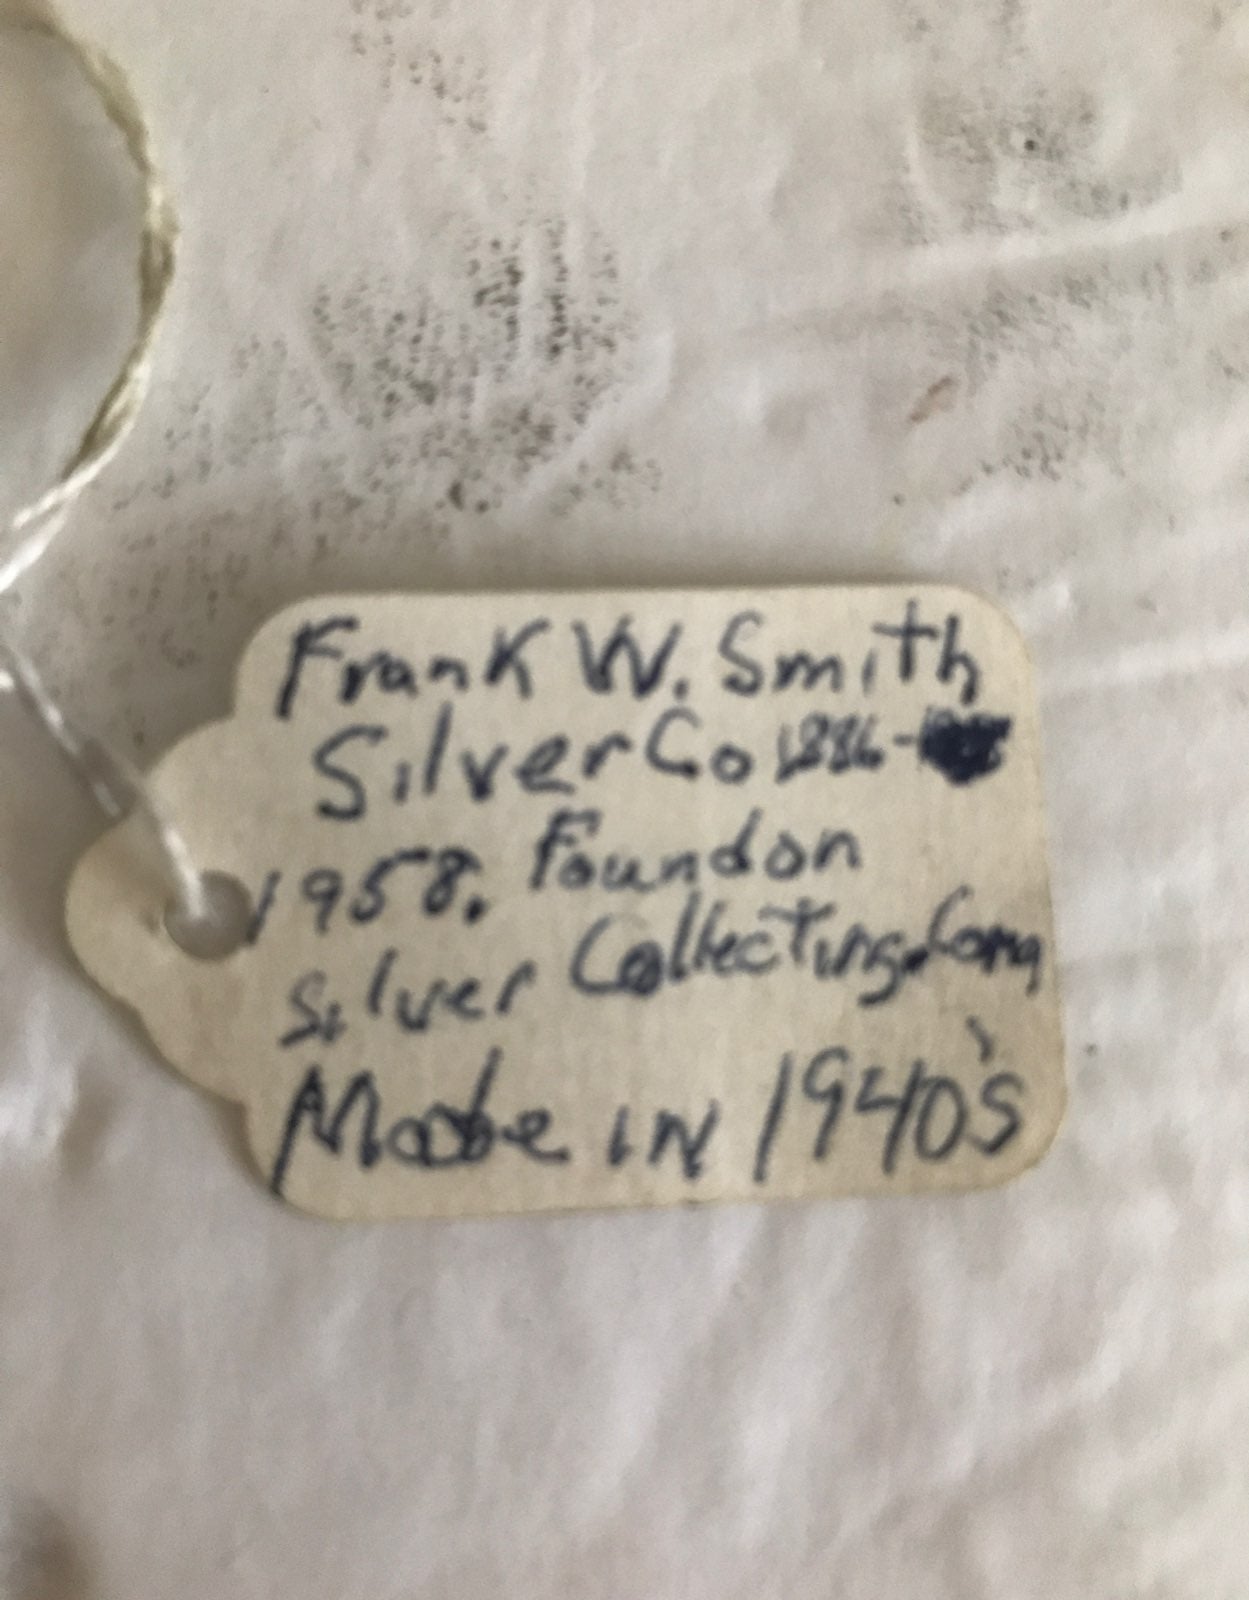 Frank W. Smith
Silver Co 1886-
1958. Found on
Silver Collecting.Com
Made in 1940's